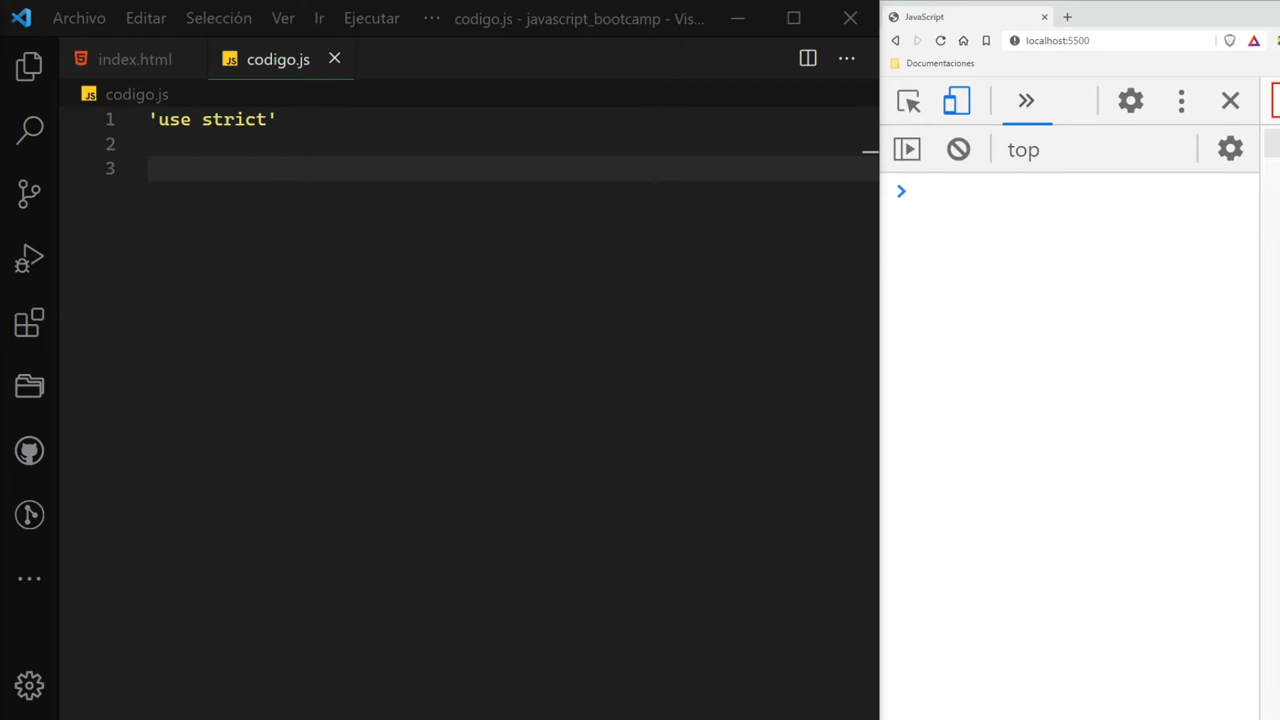 Archivo Editar Selección Ver Ir Ejecutar ··· codigo.js - javascript_bootcamp - Vis...
index.html codigo.js
JS codigo.js
1 'use strict'
2
3
JavaScript
localhost:5500
Documentaciones
top